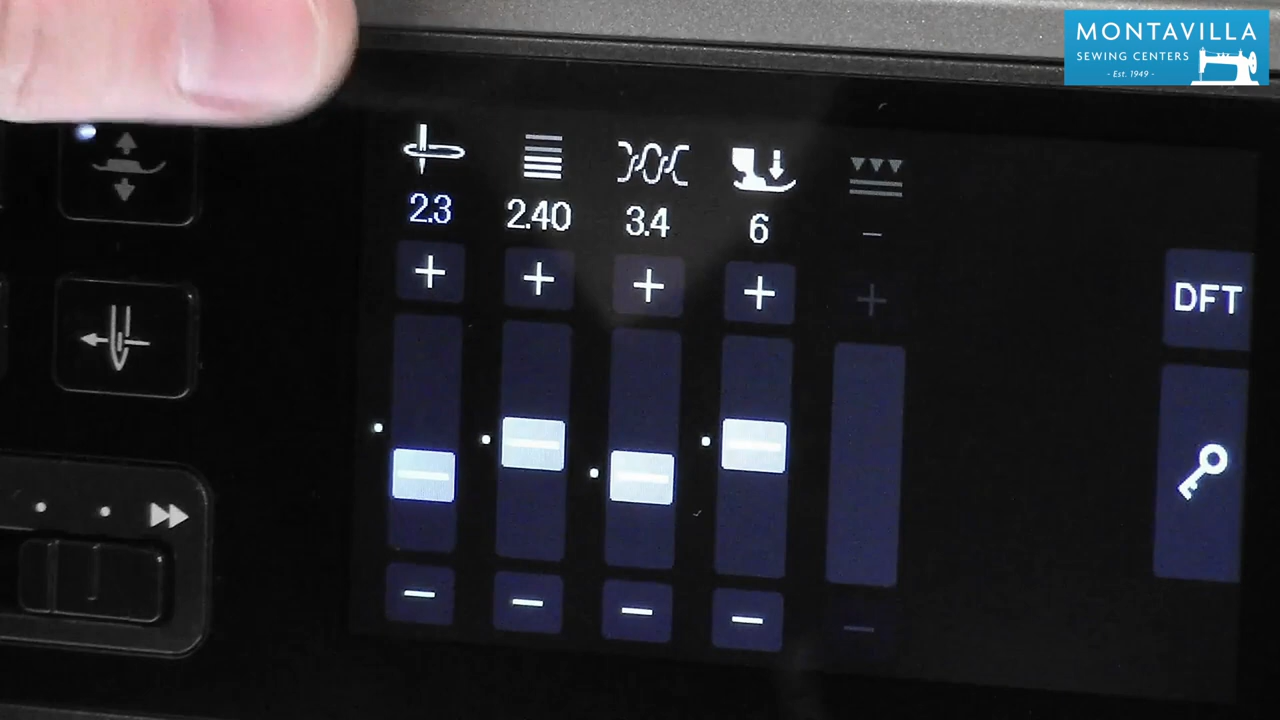 MONTAVILLA
SEWING CENTERS
- Est. 1949 -
2.3 2.40 3.4 6 –
+ + + + +
DFT
– – – – –